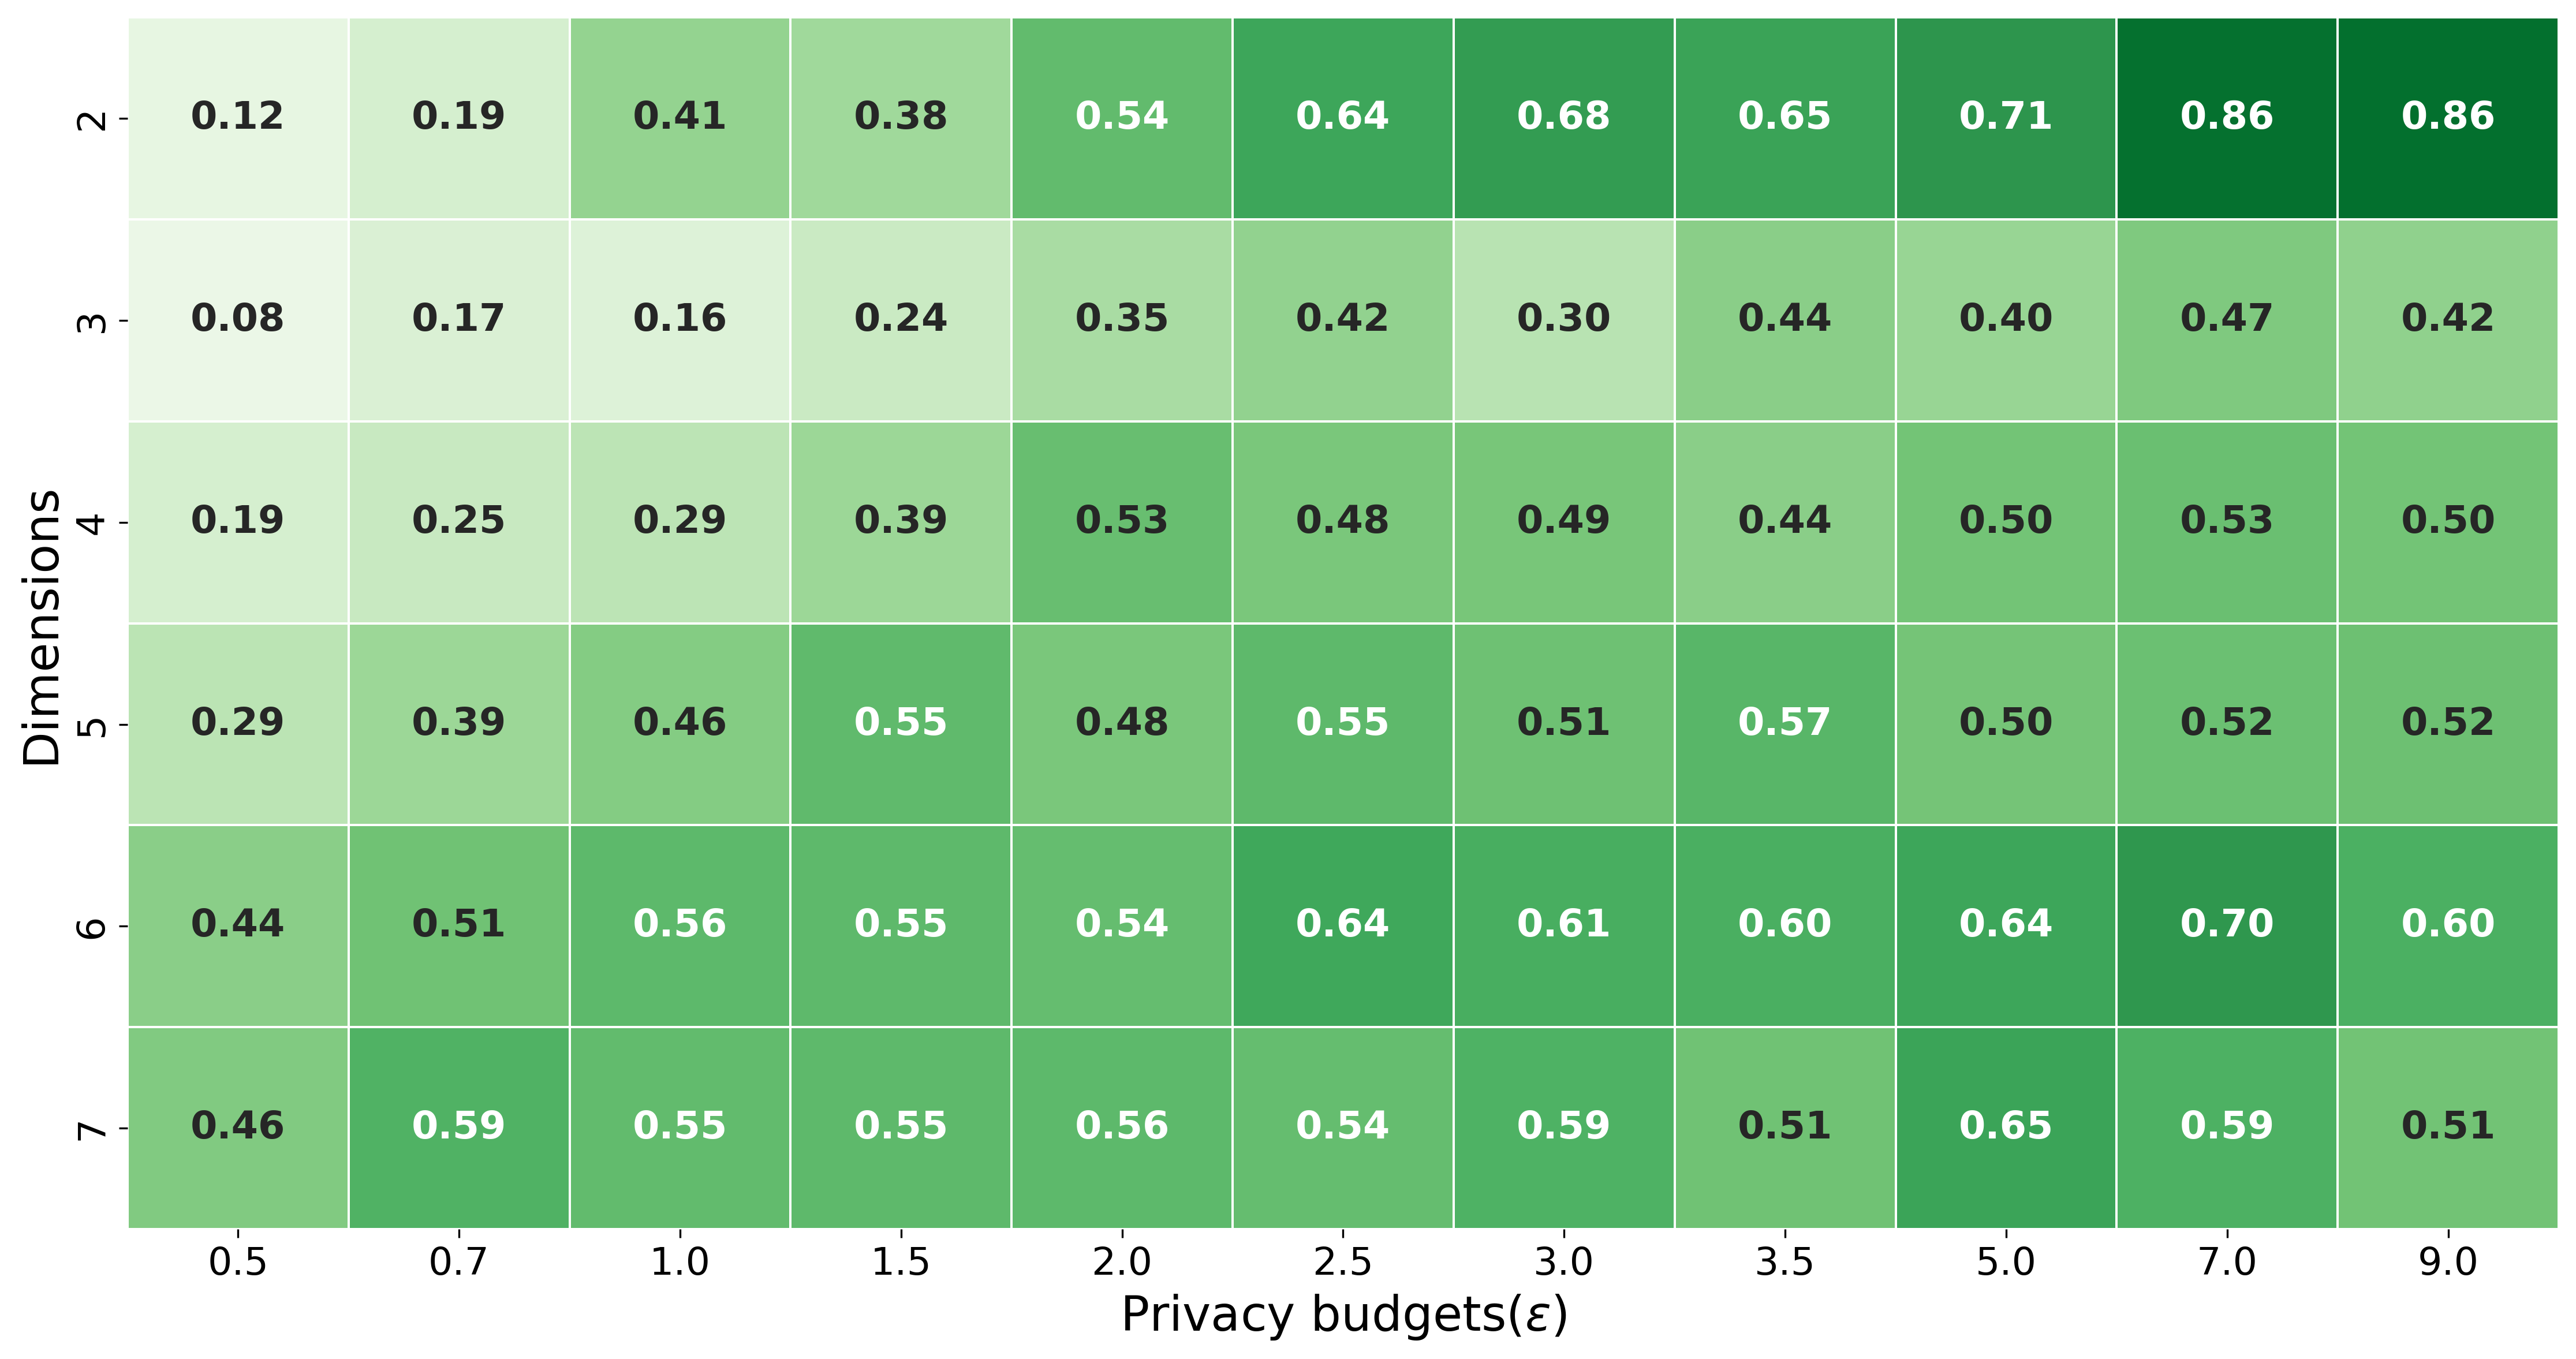 2 0.12 0.19 0.41 0.38 0.54 0.64 0.68 0.65 0.71 0.86 0.86
3 0.08 0.17 0.16 0.24 0.35 0.42 0.30 0.44 0.40 0.47 0.42
4 0.19 0.25 0.29 0.39 0.53 0.48 0.49 0.44 0.50 0.53 0.50
5 0.29 0.39 0.46 0.55 0.48 0.55 0.51 0.57 0.50 0.52 0.52
6 0.44 0.51 0.56 0.55 0.54 0.64 0.61 0.60 0.64 0.70 0.60
7 0.46 0.59 0.55 0.55 0.56 0.54 0.59 0.51 0.65 0.59 0.51
0.5 0.7 1.0 1.5 2.0 2.5 3.0 3.5 5.0 7.0 9.0
Dimensions
Privacy budgets(ε)